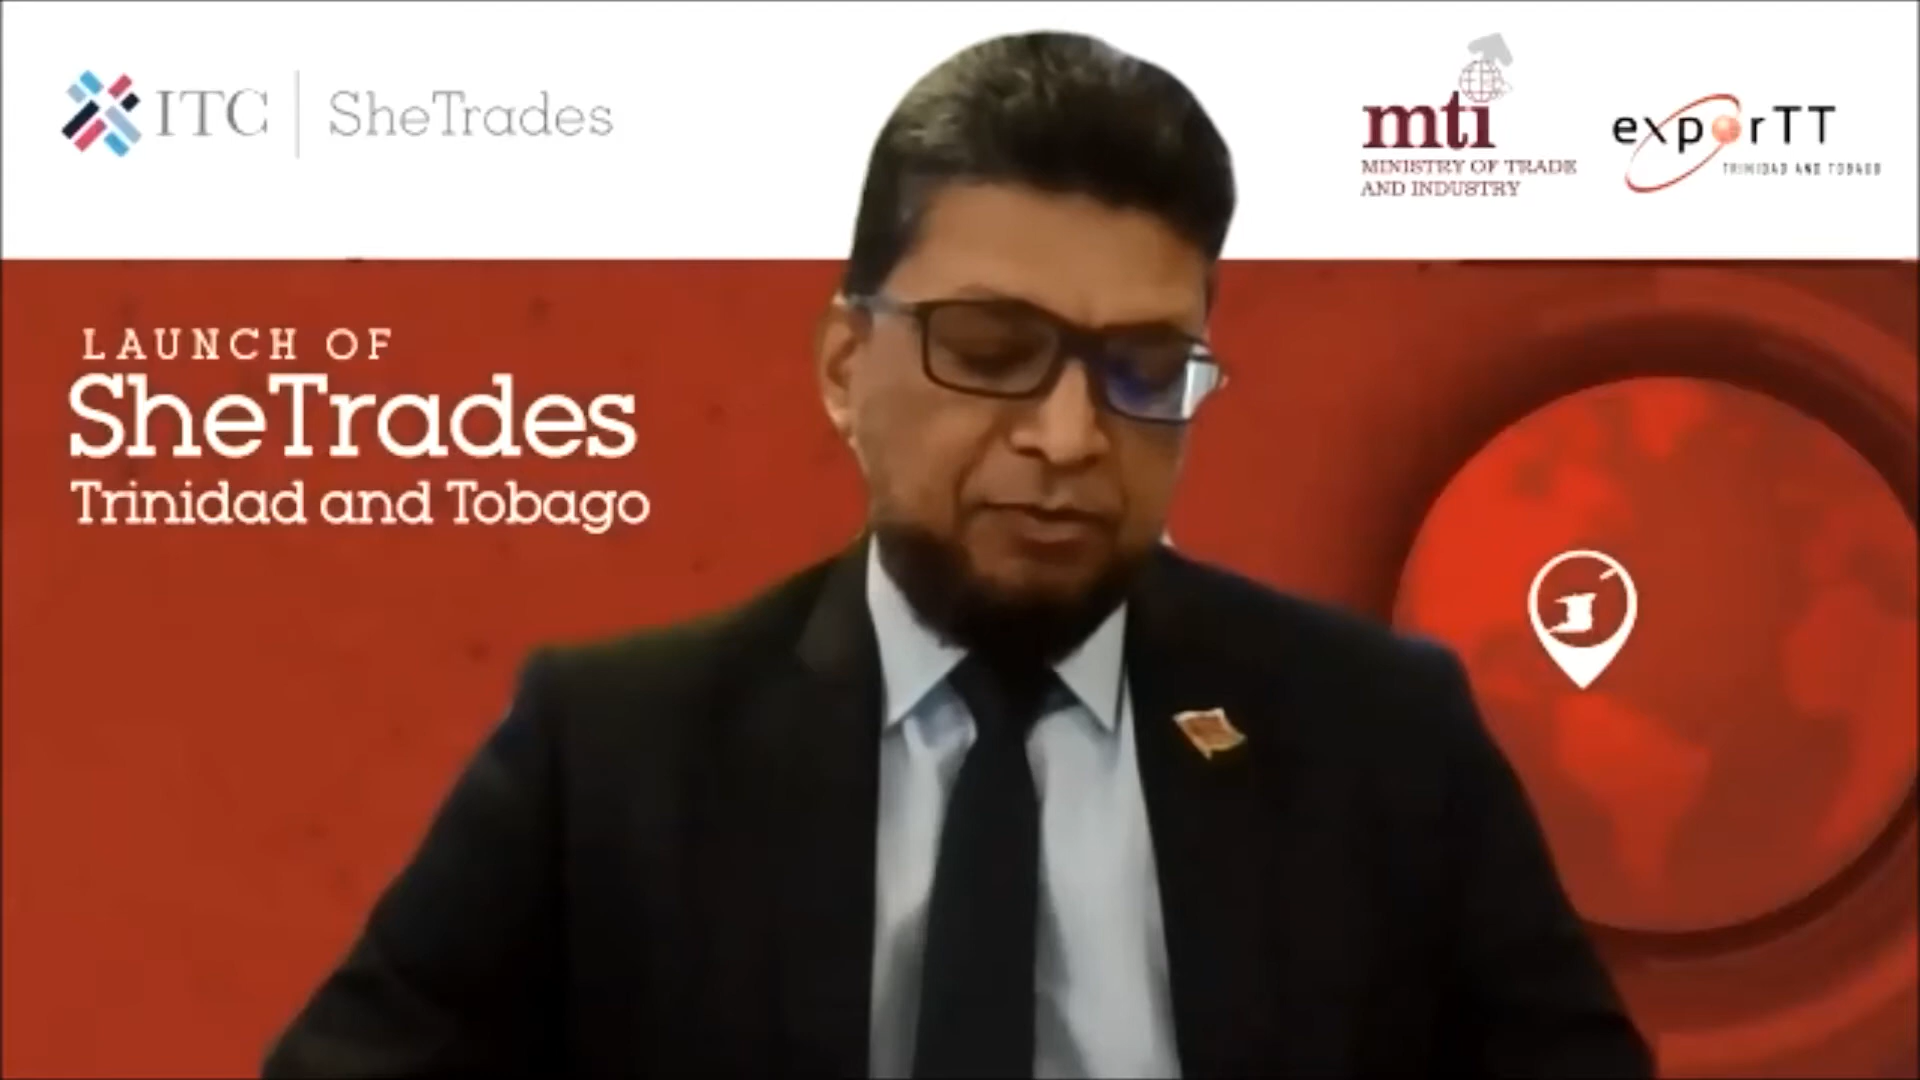 ITC | SheTrades
mti
MINISTRY OF TRADE
AND INDUSTRY
exporTT
TRINIDAD AND TOBAGO
LAUNCH OF
SheTrades
Trinidad and Tobago